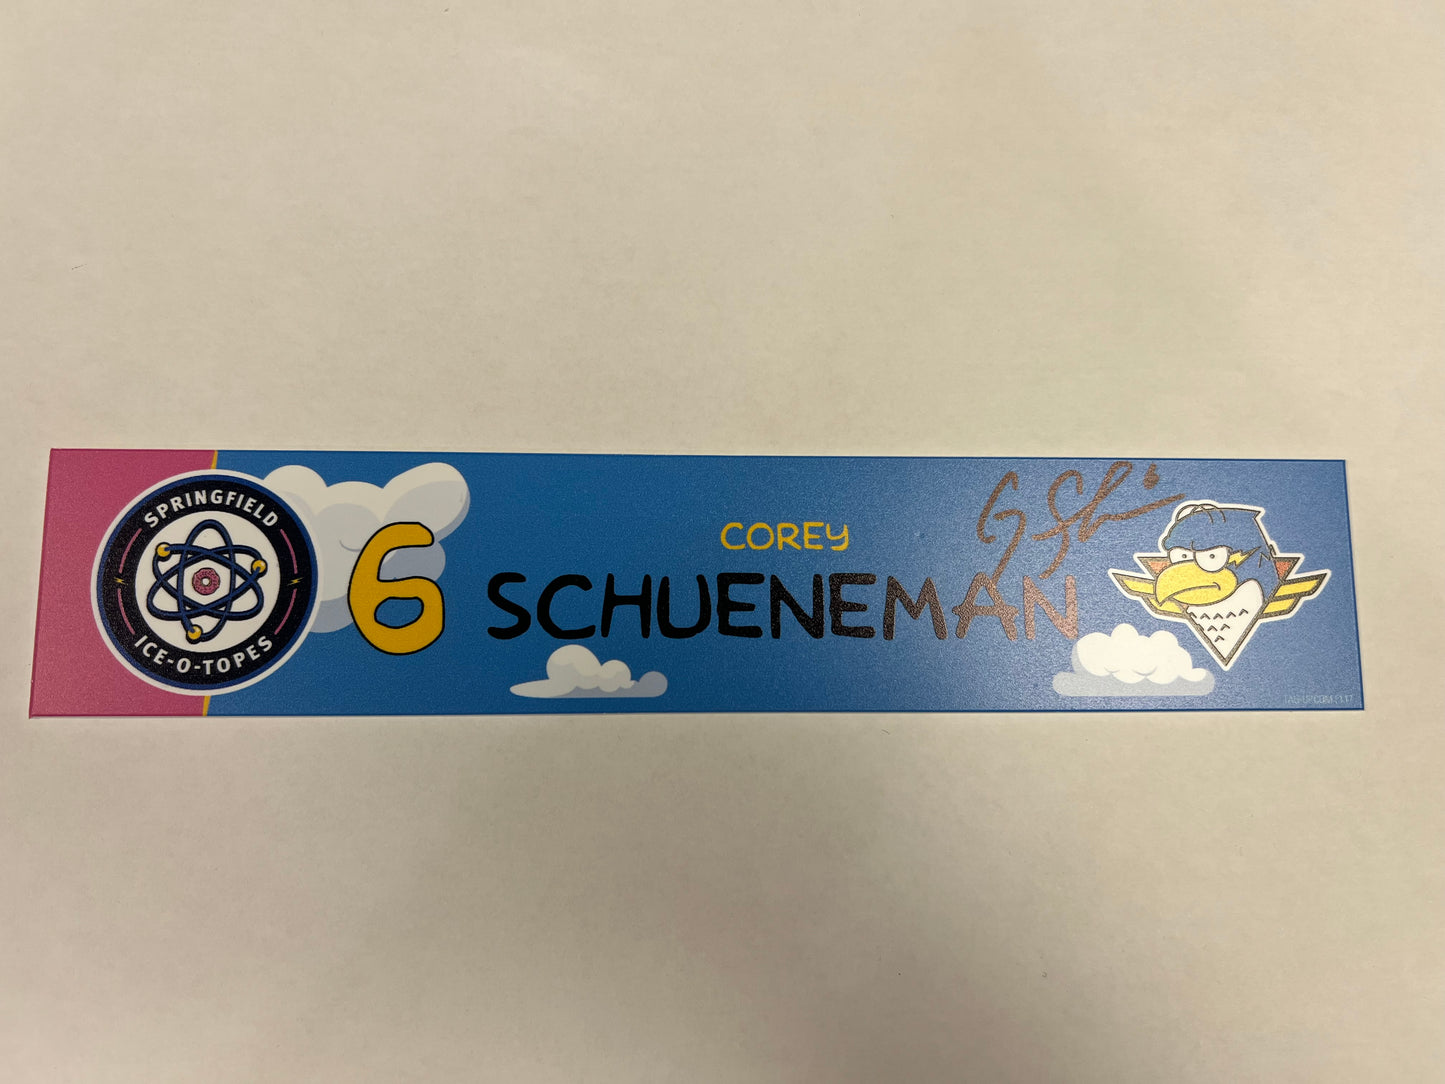 SPRINGFIELD
ICE-O-TOPES
6
COREY
SCHUENEMAN